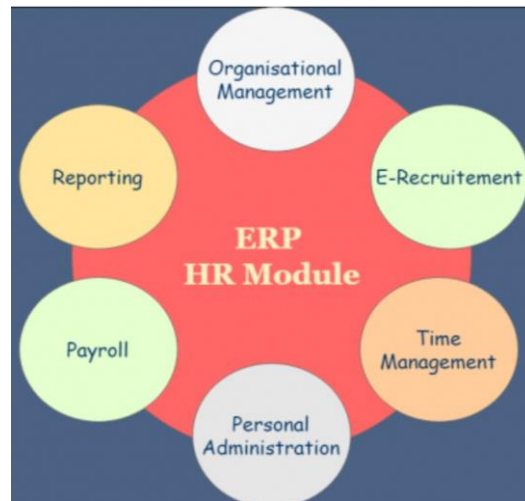 Organisational
Management
Reporting
E-Recruitement
ERP
HR Module
Payroll
Time
Management
Personal
Administration